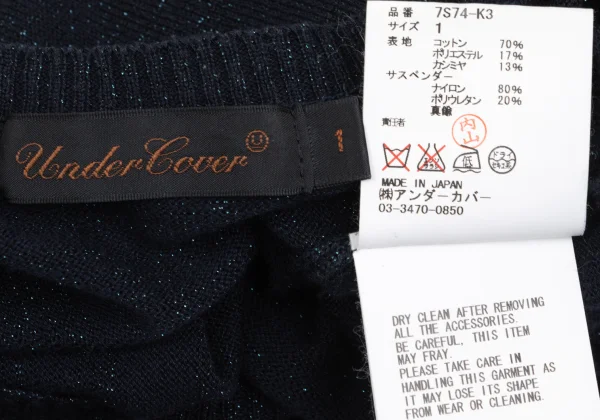 UnderCover
1
品番 7S74-K3
サイズ 1
表地 コットン 70%
ポリエステル 17%
カシミヤ 13%
サスペンダー
ナイロン 80%
ポリウレタン 20%
真鍮
責任者
内山
低 ドライ
MADE IN JAPAN
㈱アンダーカバー
03-3470-0850
DRY CLEAN AFTER REMOVING
ALL THE ACCESSORIES.
BE CAREFUL, THIS ITEM
MAY FRAY.
PLEASE TAKE CARE IN
HANDLING THIS GARMENT AS
IT MAY LOSE ITS SHAPE
FROM WEAR OR CLEANING.